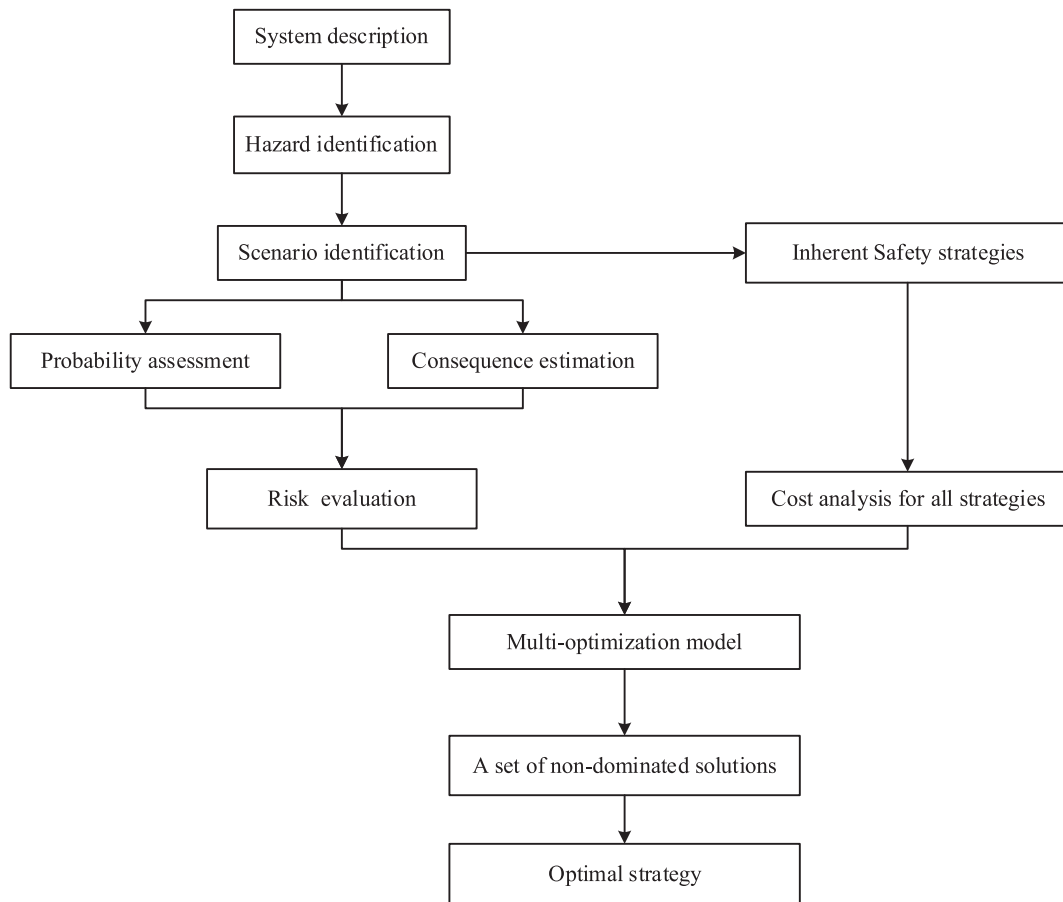 System description
Hazard identification
Scenario identification
Inherent Safety strategies
Probability assessment
Consequence estimation
Risk evaluation
Cost analysis for all strategies
Multi-optimization model
A set of non-dominated solutions
Optimal strategy